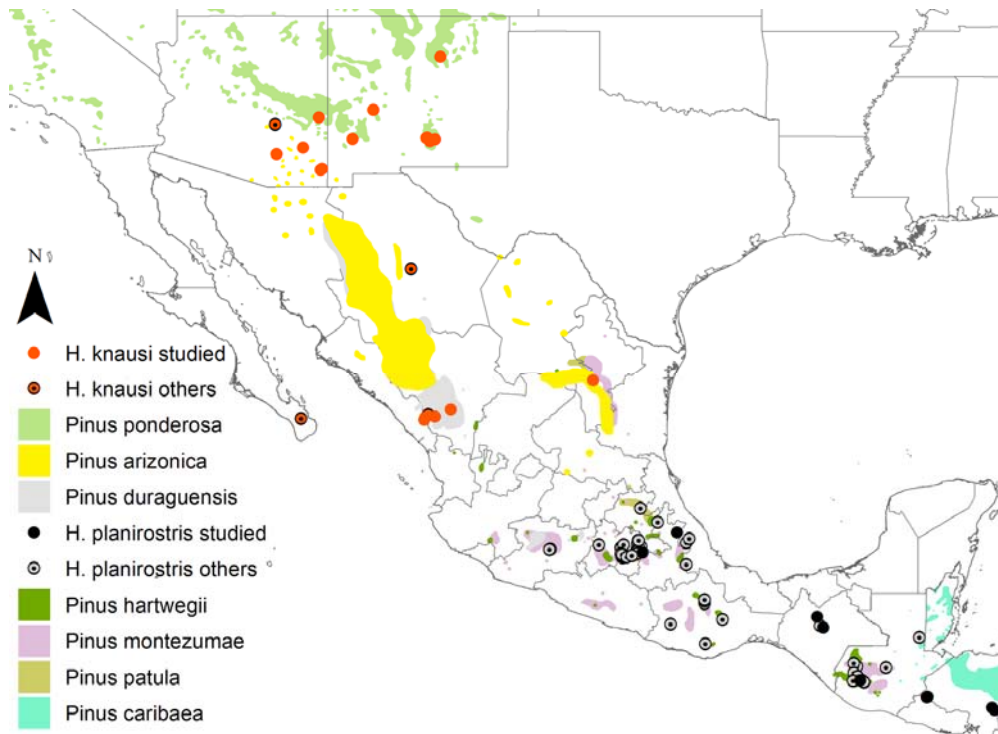 N
H. knausi studied
H. knausi others
Pinus ponderosa
Pinus arizonica
Pinus duraguensis
H. planirostris studied
H. planirostris others
Pinus hartwegii
Pinus montezumae
Pinus patula
Pinus caribaea